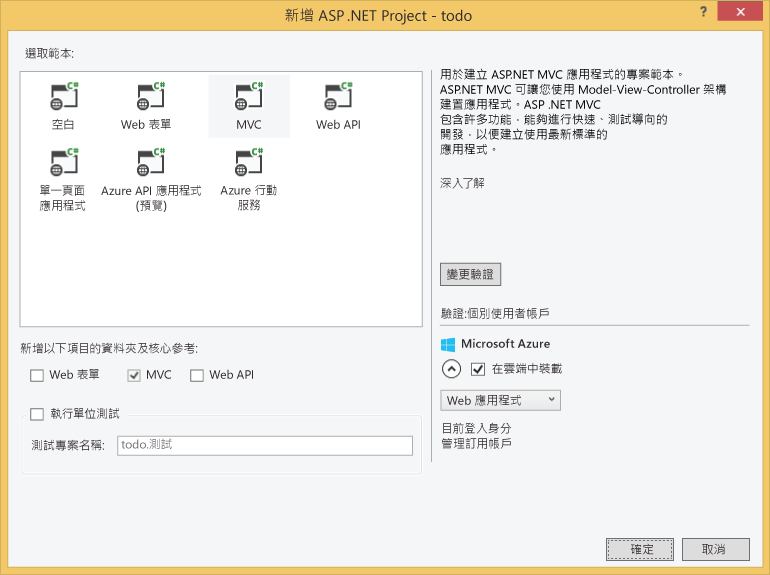 新增 ASP .NET Project - todo
?
選取範本:
用於建立 ASP.NET MVC 應用程式的專案範本。
ASP.NET MVC 可讓您使用 Model-View-Controller 架構
建置應用程式。ASP .NET MVC
包含許多功能，能夠進行快速、測試導向的
開發，以便建立使用最新標準的
應用程式。
深入了解
C# C# C# C#
空白 Web 表單 MVC Web API
C# C# C#
單一頁面
應用程式
Azure API 應用程式
(預覽)
Azure 行動
服務
變更驗證
驗證:個別使用者帳戶
Microsoft Azure
在雲端中裝載
Web 應用程式
目前登入身分
管理訂用帳戶
新增以下項目的資料夾及核心參考:
Web 表單 MVC Web API
執行單位測試
測試專案名稱: todo.測試
確定 取消